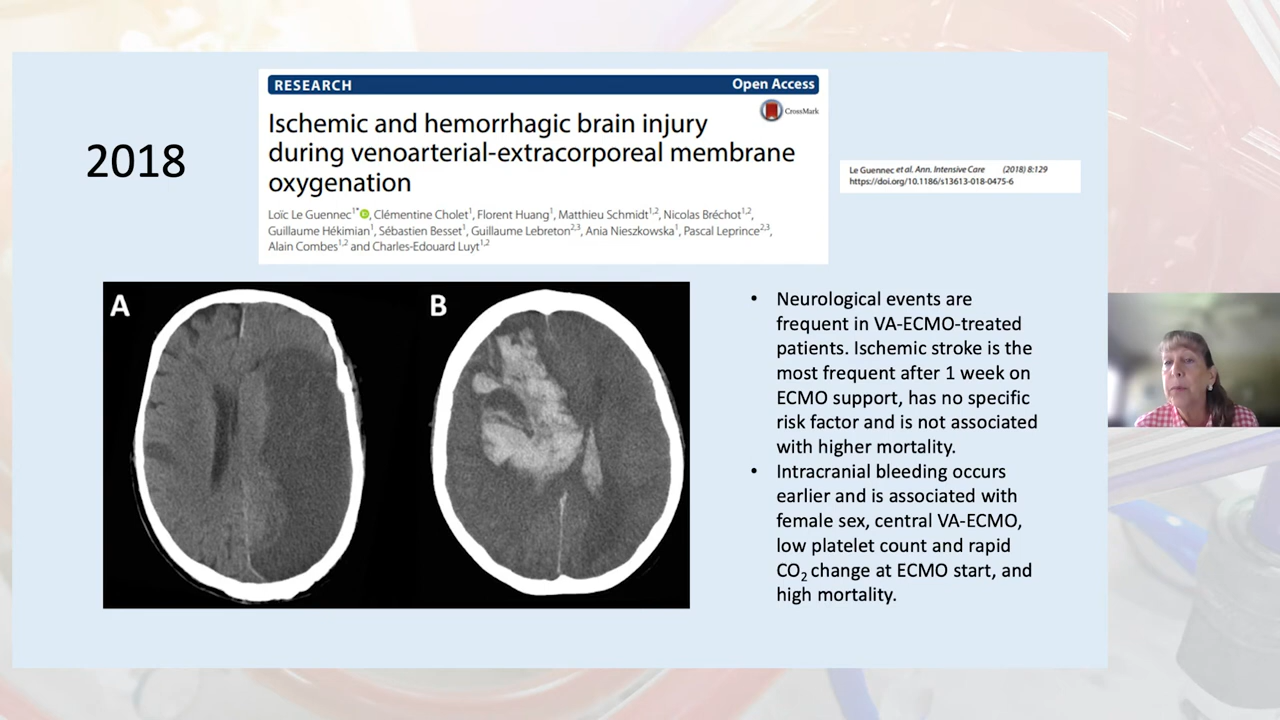 RESEARCH
Open Access
CrossMark
Ischemic and hemorrhagic brain injury
during venoarterial-extracorporeal membrane
oxygenation
2018
Le Guennec et al. Ann. Intensive Care (2018) 8:129
https://doi.org/10.1186/s13613-018-0475-6
Loïc Le Guennec1*, Clémentine Cholet1, Florent Huang1, Matthieu Schmidt1,2, Nicolas Bréchot1,2,
Guillaume Hékimian1, Sébastien Besset1, Guillaume Lebreton2,3, Ania Nieszkowska1, Pascal Leprince2,3,
Alain Combes1,2 and Charles-Edouard Luyt1,2
A
B
• Neurological events are
frequent in VA-ECMO-treated
patients. Ischemic stroke is the
most frequent after 1 week on
ECMO support, has no specific
risk factor and is not associated
with higher mortality.
• Intracranial bleeding occurs
earlier and is associated with
female sex, central VA-ECMO,
low platelet count and rapid
CO2 change at ECMO start, and
high mortality.